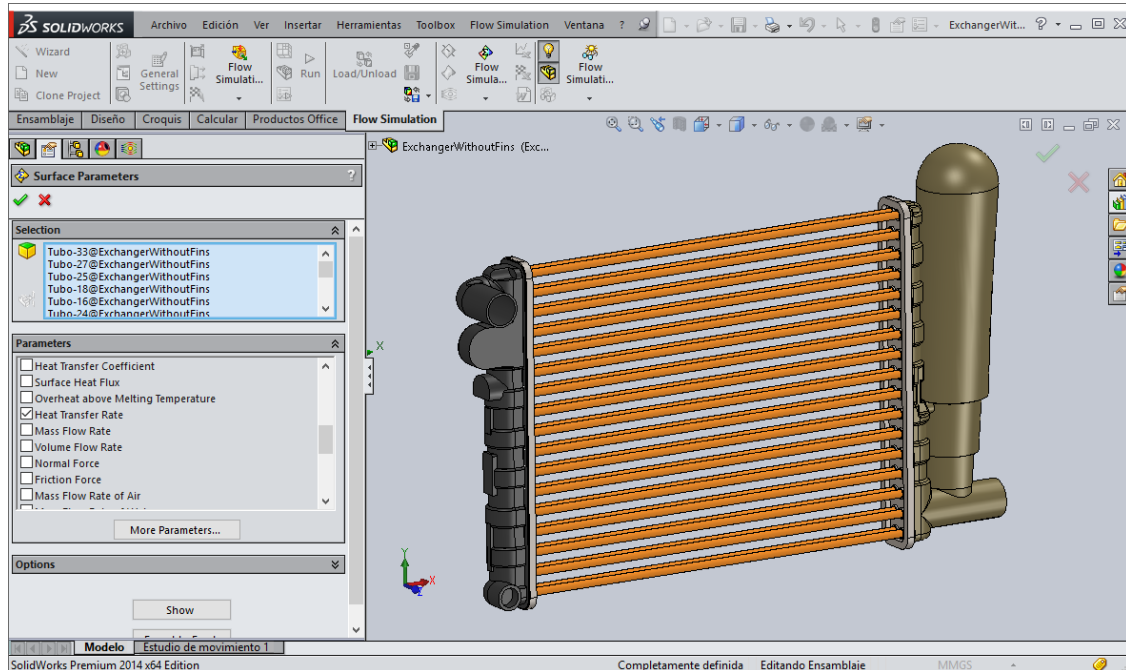 SOLIDWORKS
Archivo Edición Ver Insertar Herramientas Toolbox Flow Simulation Ventana ? ExchangerWit... ?
Wizard
New
Clone Project
General Settings
Flow Simulati...
Run
Load/Unload
Flow Simula...
Flow Simulati...
Ensamblaje Diseño Croquis Calcular Productos Office Flow Simulation
ExchangerWithoutFins (Exc...
Surface Parameters ?
Selection
Tubo-33@ExchangerWithoutFins
Tubo-27@ExchangerWithoutFins
Tubo-25@ExchangerWithoutFins
Tubo-18@ExchangerWithoutFins
Tubo-16@ExchangerWithoutFins
Tubo-24@ExchangerWithoutFins
Parameters
Heat Transfer Coefficient
Surface Heat Flux
Overheat above Melting Temperature
Heat Transfer Rate
Mass Flow Rate
Volume Flow Rate
Normal Force
Friction Force
Mass Flow Rate of Air
More Parameters...
Options
Show
X
Y
X
Z
Modelo Estudio de movimiento 1
SolidWorks Premium 2014 x64 Edition Completamente definida Editando Ensamblaje MMGS